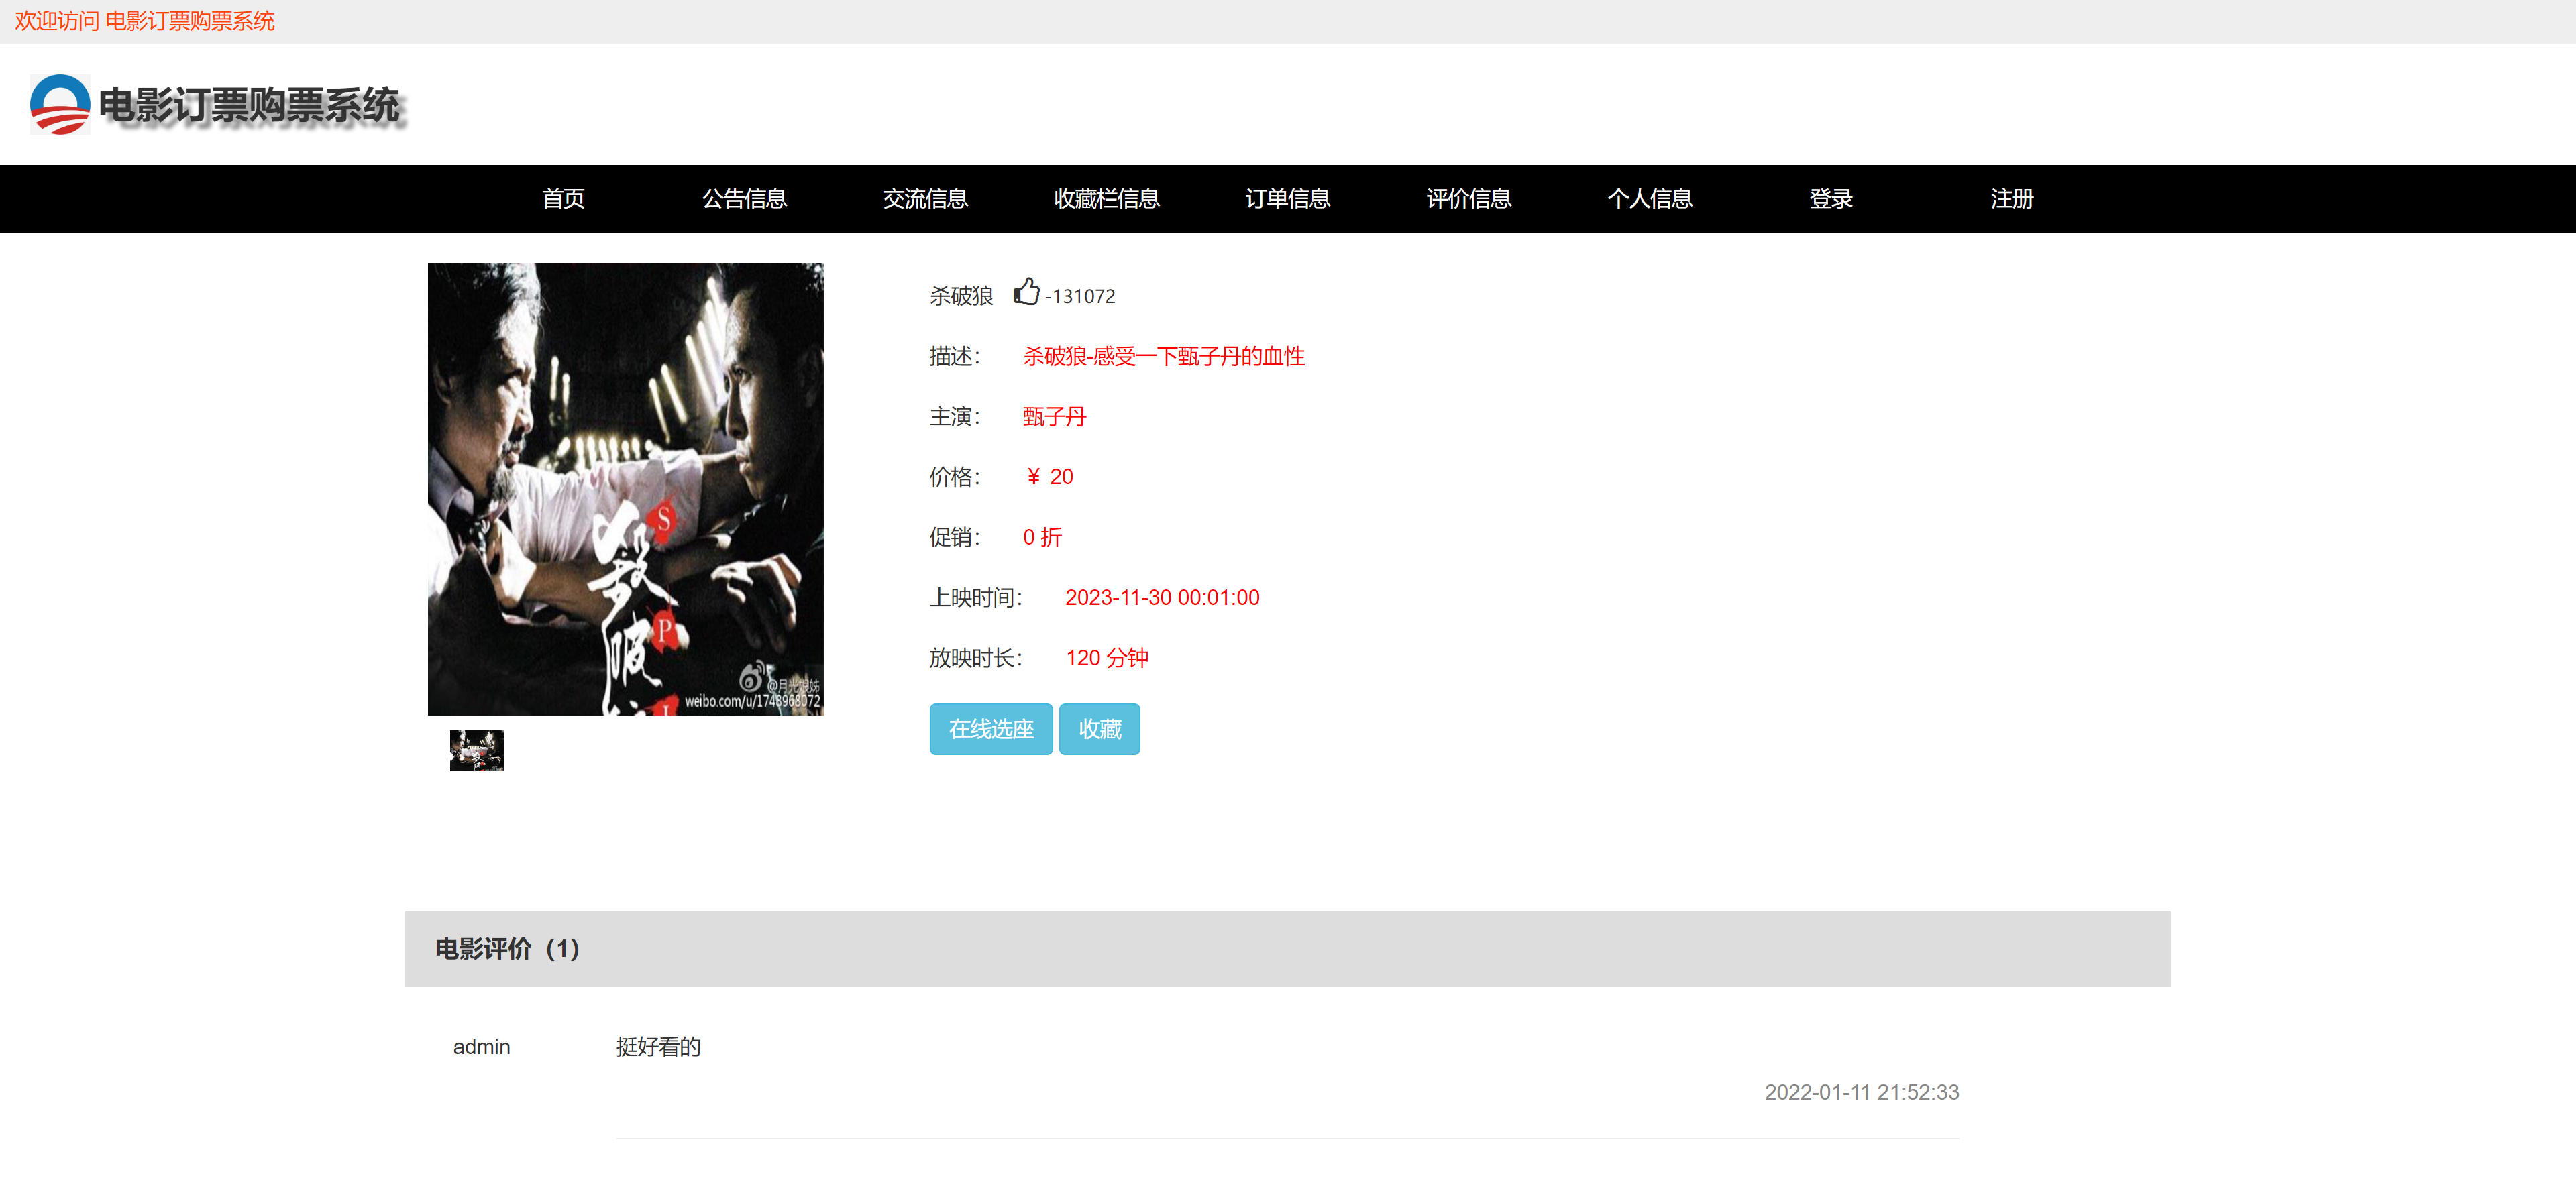 欢迎访问 电影订票购票系统
电影订票购票系统
首页 公告信息 交流信息 收藏栏信息 订单信息 评价信息 个人信息 登录 注册
杀破狼 -131072
描述： 杀破狼-感受一下甄子丹的血性
主演： 甄子丹
价格： ¥ 20
促销： 0 折
上映时间： 2023-11-30 00:01:00
放映时长： 120 分钟
在线选座 收藏
S
殺
P
破
weibo.com/u/1748968072
电影评价（1）
admin 挺好看的
2022-01-11 21:52:33